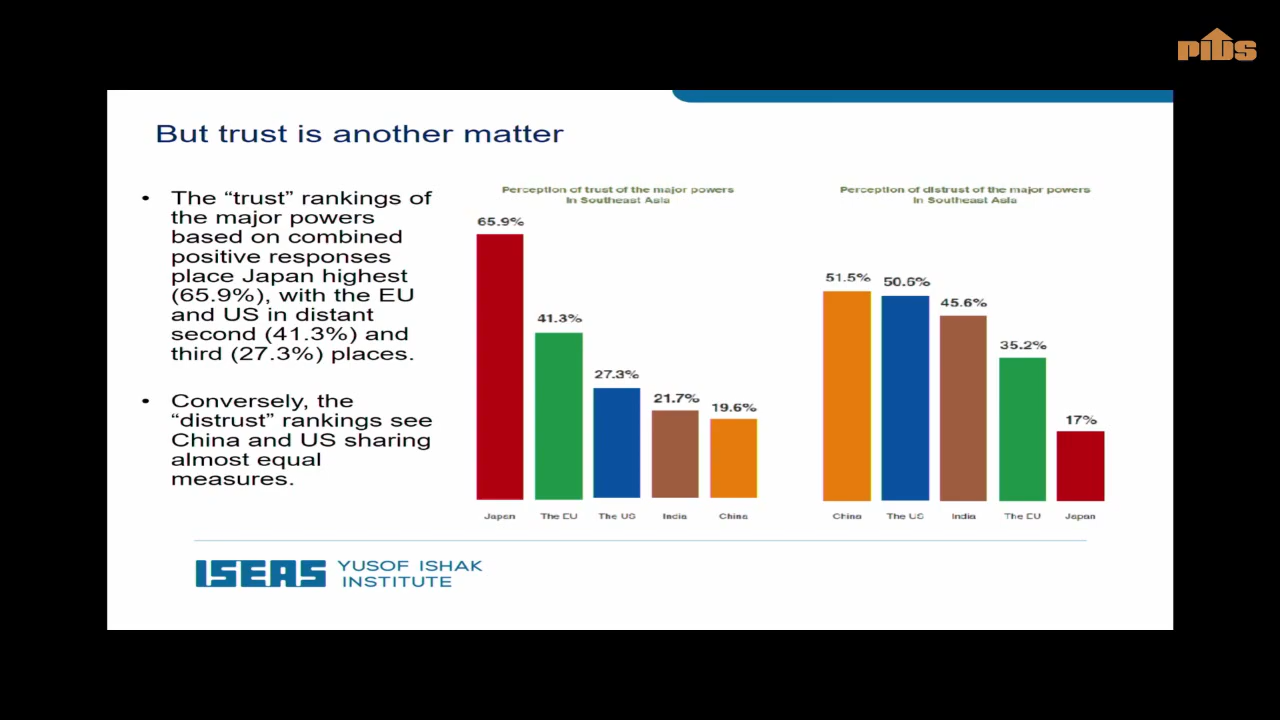 PIDS
But trust is another matter
• The “trust” rankings of
the major powers
based on combined
positive responses
place Japan highest
(65.9%), with the EU
and US in distant
second (41.3%) and
third (27.3%) places.
• Conversely, the
“distrust” rankings see
China and US sharing
almost equal
measures.
Perception of trust of the major powers
In Southeast Asia
65.9%
41.3%
27.3%
21.7%
19.6%
Japan The EU The US India China
Perception of distrust of the major powers
In Southeast Asia
51.5%
50.6%
45.6%
35.2%
17%
China The US India The EU Japan
ISEAS YUSOF ISHAK
INSTITUTE